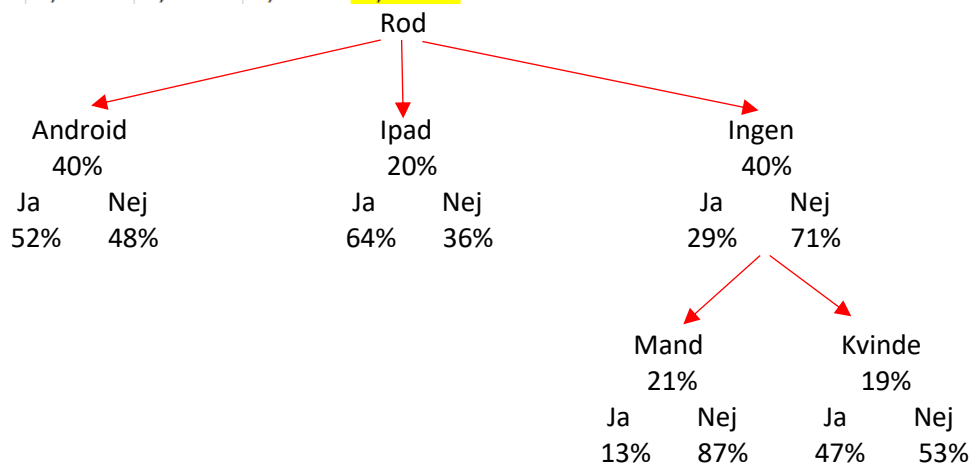 Rod
Android Ipad Ingen
40% 20% 40%
Ja Nej Ja Nej Ja Nej
52% 48% 64% 36% 29% 71%
Mand Kvinde
21% 19%
Ja Nej Ja Nej
13% 87% 47% 53%